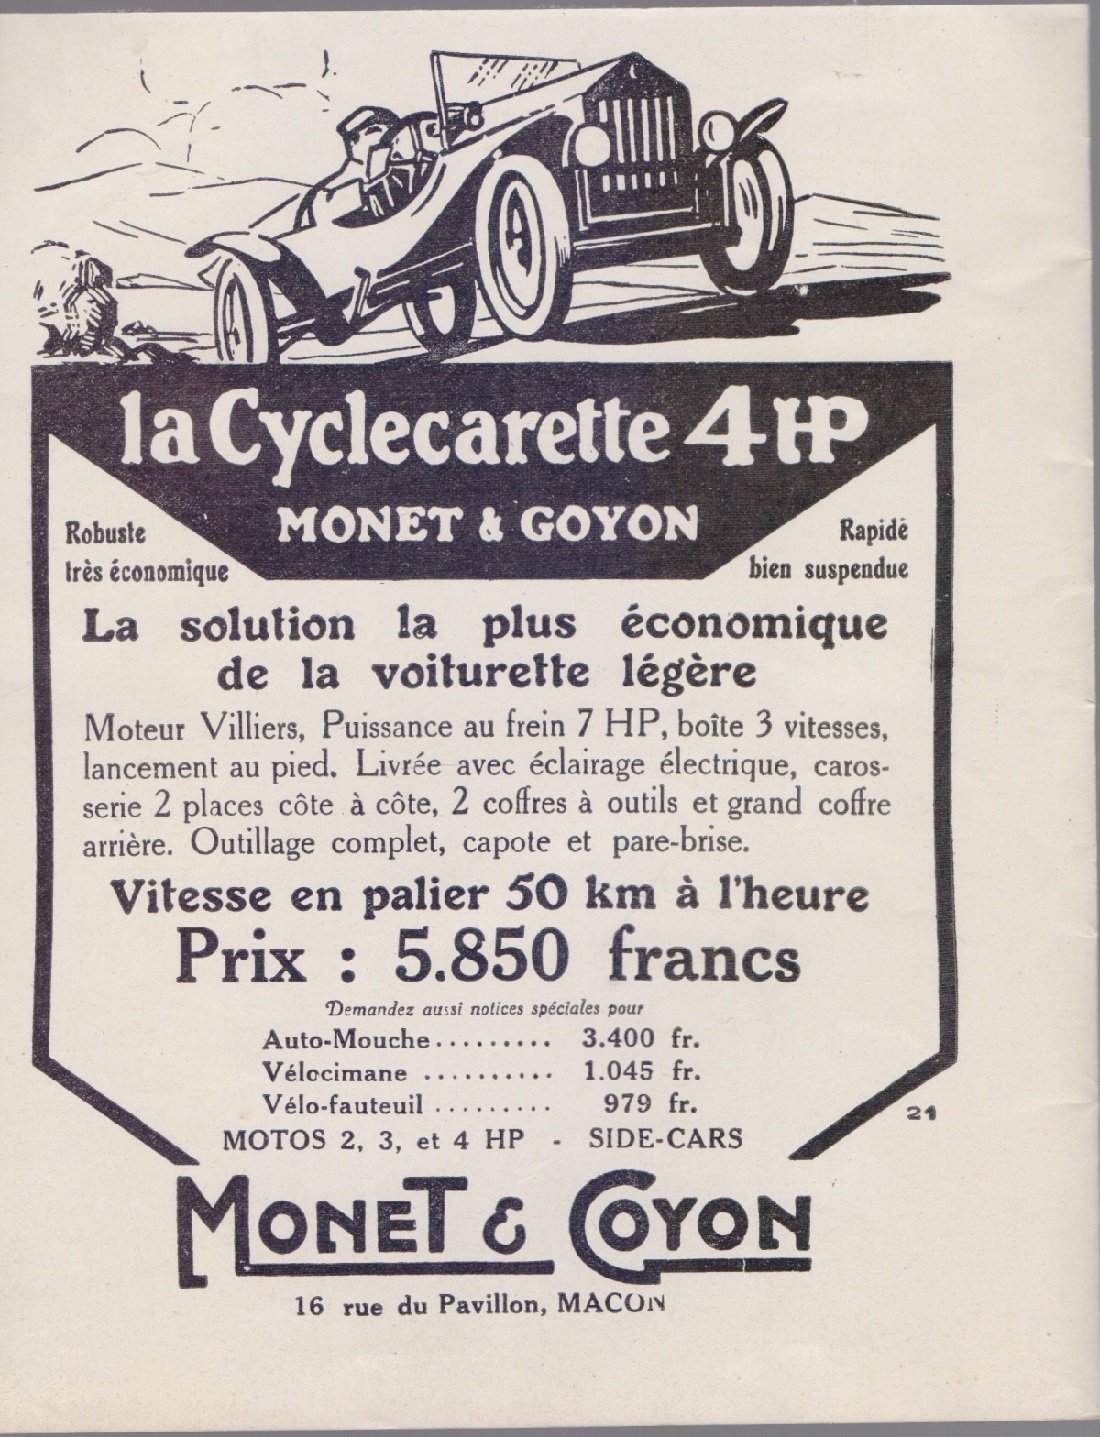 la Cyclecarette 4 HP
MONET & GOYON
Robuste
très économique
Rapide
bien suspendue
La solution la plus économique
de la voiturette légère
Moteur Villiers, Puissance au frein 7 HP, boîte 3 vitesses,
lancement au pied. Livrée avec éclairage électrique, caros-
serie 2 places côte à côte, 2 coffres à outils et grand coffre
arrière. Outillage complet, capote et pare-brise.
Vitesse en palier 50 km à l'heure
Prix : 5.850 francs
Demandez aussi notices spéciales pour
Auto-Mouche ......... 3.400 fr.
Vélocimane .......... 1.045 fr.
Vélo-fauteuil ......... 979 fr.
MOTOS 2, 3, et 4 HP - SIDE-CARS
21
MONET & GOYON
16 rue du Pavillon, MACON